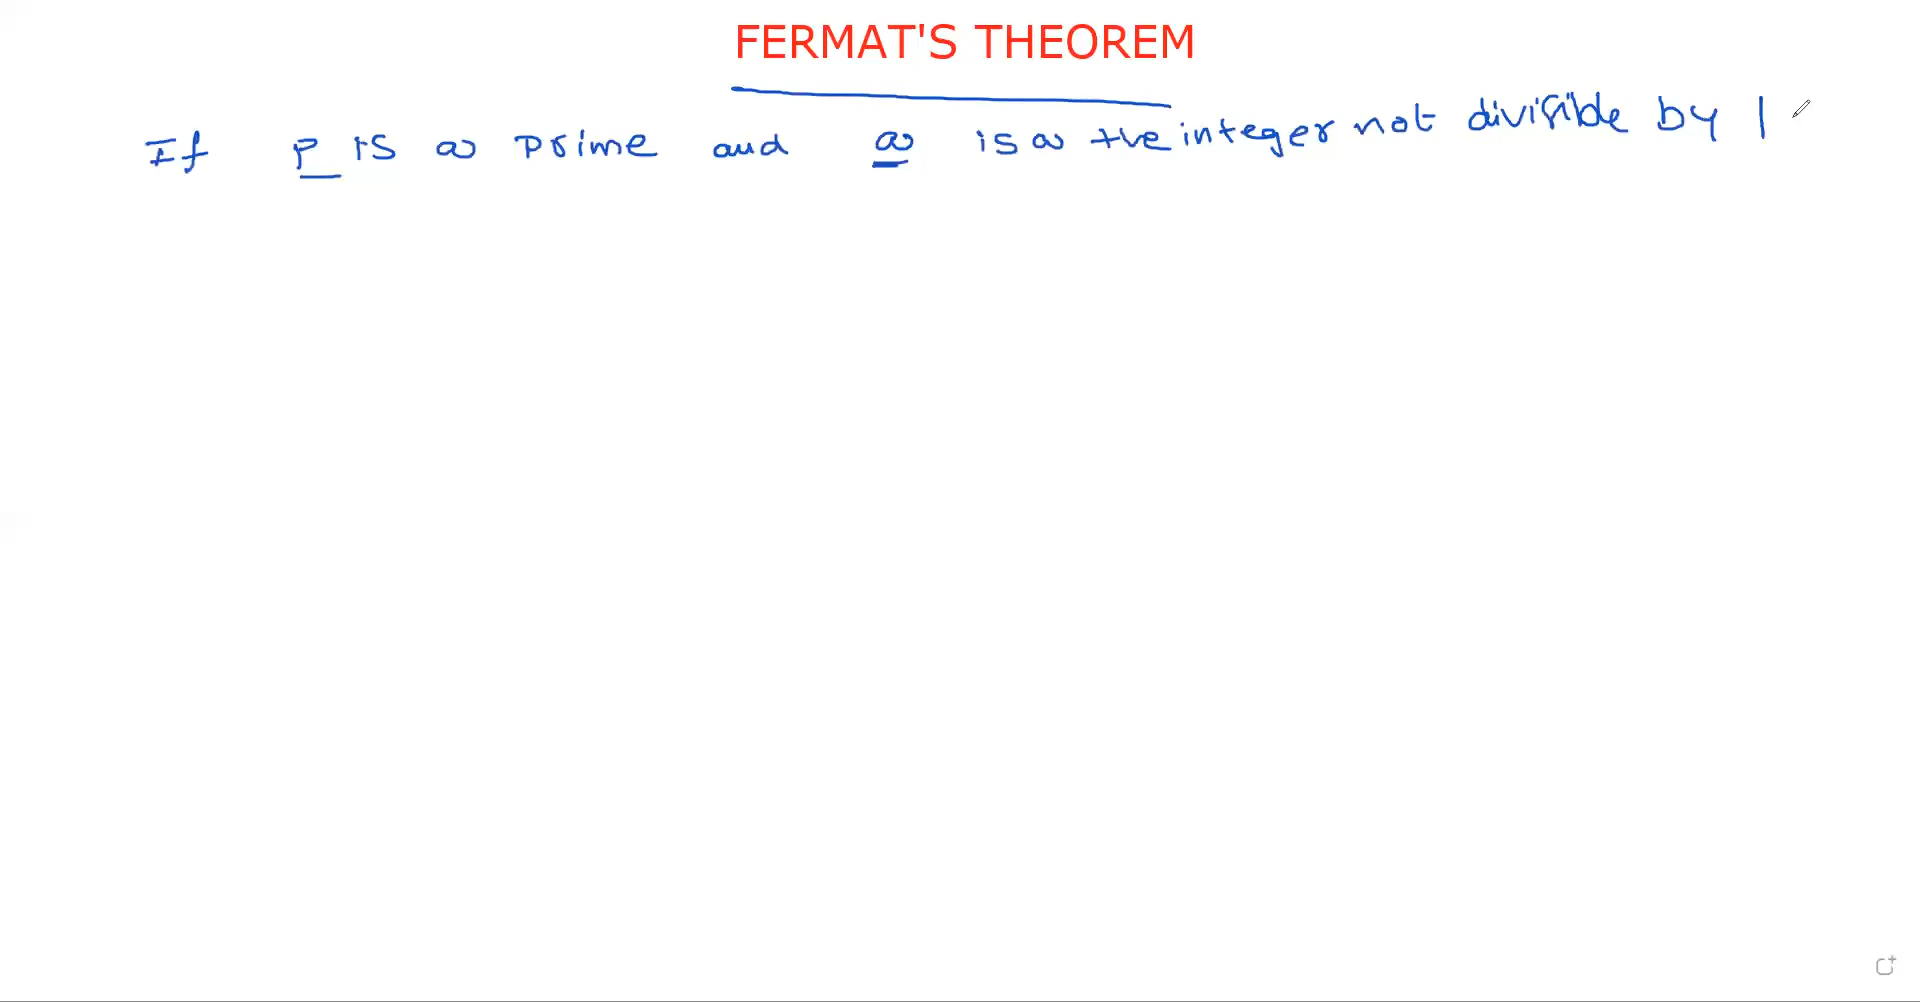 FERMAT'S THEOREM
If P is a Prime and a is a +ve integer not divisible by